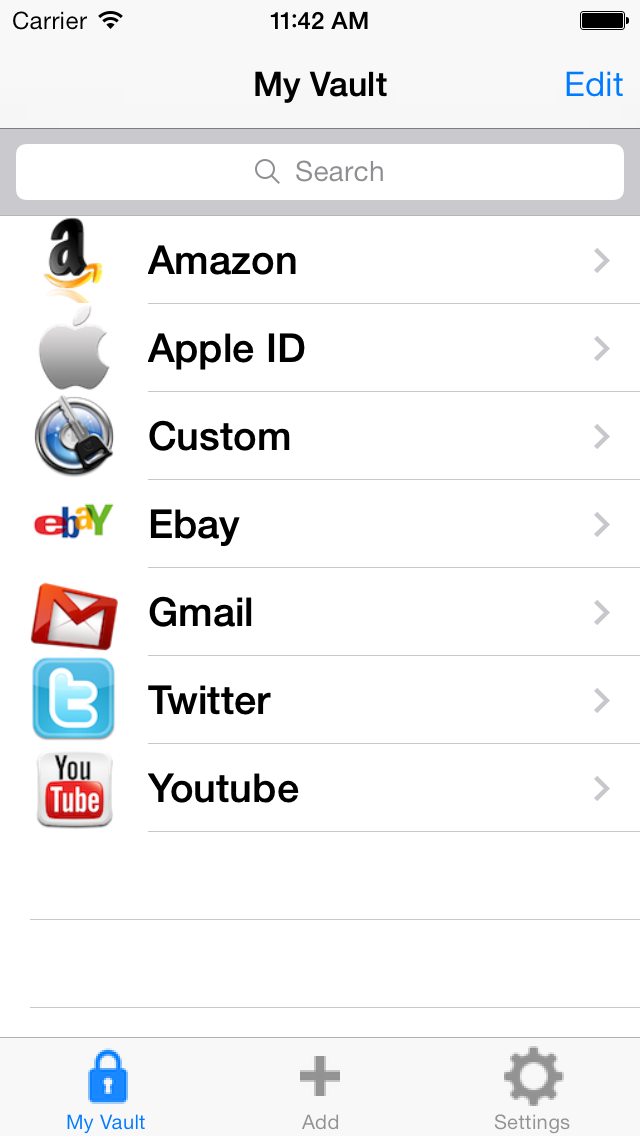 Carrier 11:42 AM
My Vault Edit
Search
a
Amazon
Apple ID
Custom
ebaY
Ebay
Gmail
t
Twitter
You
Tube
Youtube
My Vault Add Settings